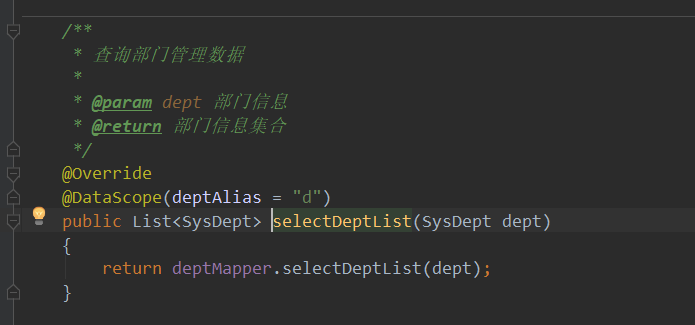 /**
* 查询部门管理数据
*
* @param dept 部门信息
* @return 部门信息集合
*/
@Override
@DataScope(deptAlias = "d")
public List<SysDept> selectDeptList(SysDept dept)
{
return deptMapper.selectDeptList(dept);
}